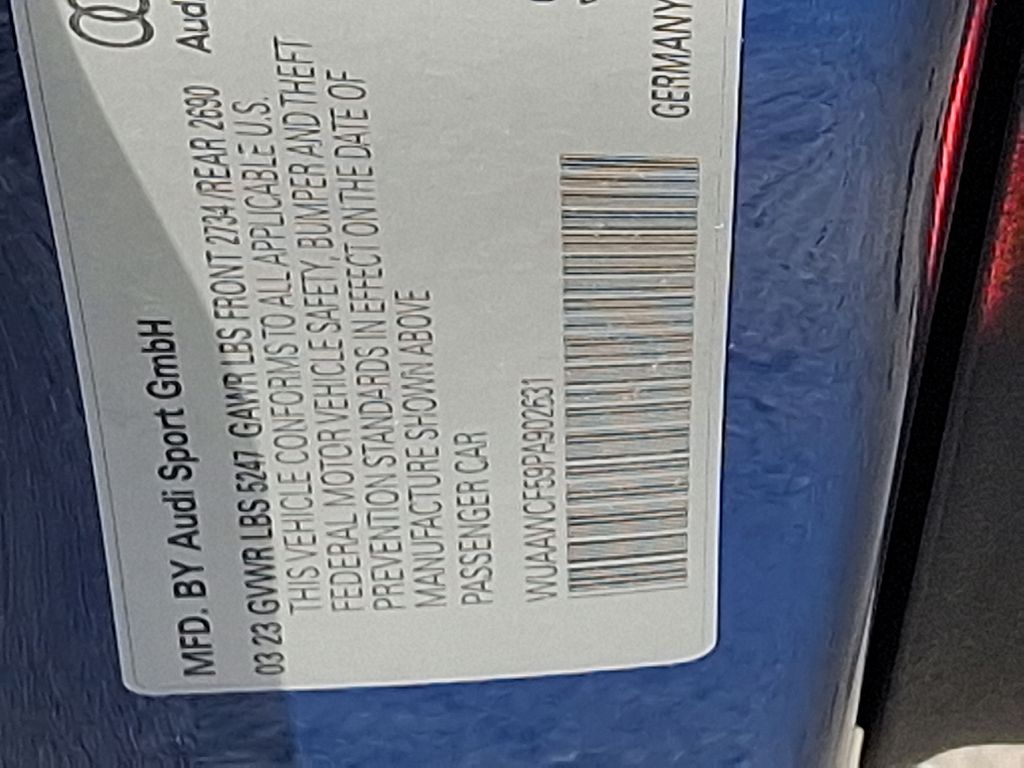 MFD. BY Audi Sport GmbH
Aud
03 23 GVWR LBS 5247 GAWR LBS FRONT 2734 /REAR 2690
THIS VEHICLE CONFORMS TO ALL APPLICABLE U.S.
FEDERAL MOTOR VEHICLE SAFETY, BUMPER AND THEFT
PREVENTION STANDARDS IN EFFECT ON THE DATE OF
MANUFACTURE SHOWN ABOVE
PASSENGER CAR
WUAAWCF59PA902631
GERMANY